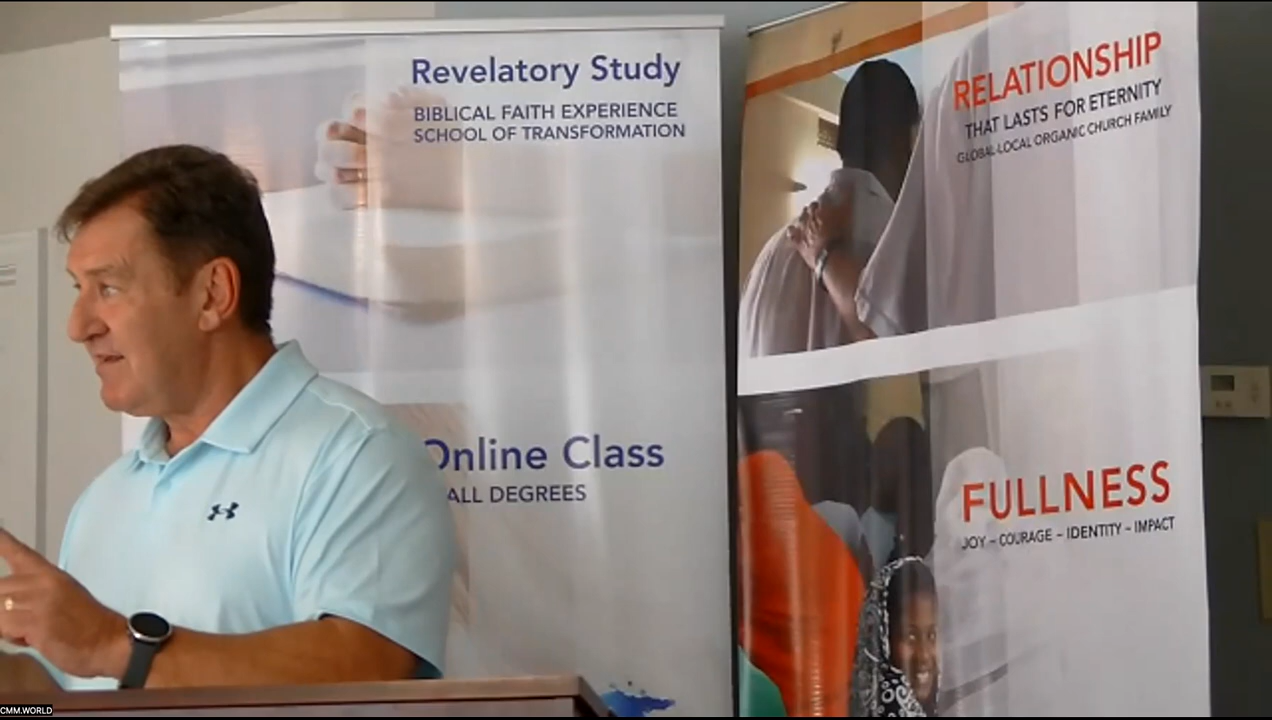 Revelatory Study
BIBLICAL FAITH EXPERIENCE
SCHOOL OF TRANSFORMATION
Online Class
ALL DEGREES
RELATIONSHIP
THAT LASTS FOR ETERNITY
GLOBAL-LOCAL ORGANIC CHURCH FAMILY
FULLNESS
JOY – COURAGE – IDENTITY – IMPACT
CMM.WORLD